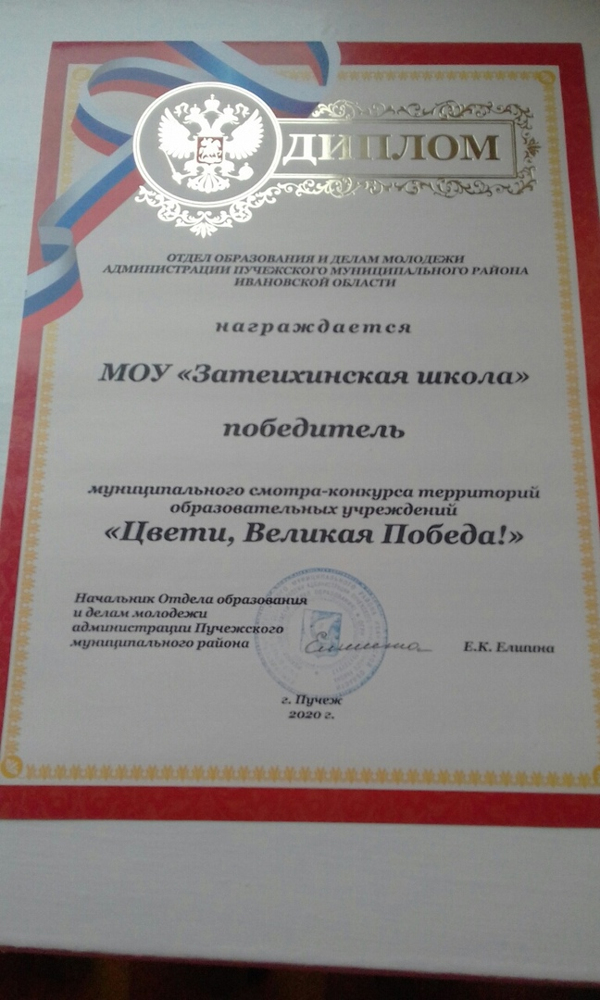 ДИПЛОМ
ОТДЕЛ ОБРАЗОВАНИЯ И ДЕЛАМ МОЛОДЕЖИ
АДМИНИСТРАЦИИ ПУЧЕЖСКОГО МУНИЦИПАЛЬНОГО РАЙОНА
ИВАНОВСКОЙ ОБЛАСТИ
награждается
МОУ «Затеихинская школа»
победитель
муниципального смотра-конкурса территорий
образовательных учреждений
«Цвети, Великая Победа!»
Начальник Отдела образования
и делам молодежи
администрации Пучежского
муниципального района
Е.К. Елшина
г. Пучеж
2020 г.